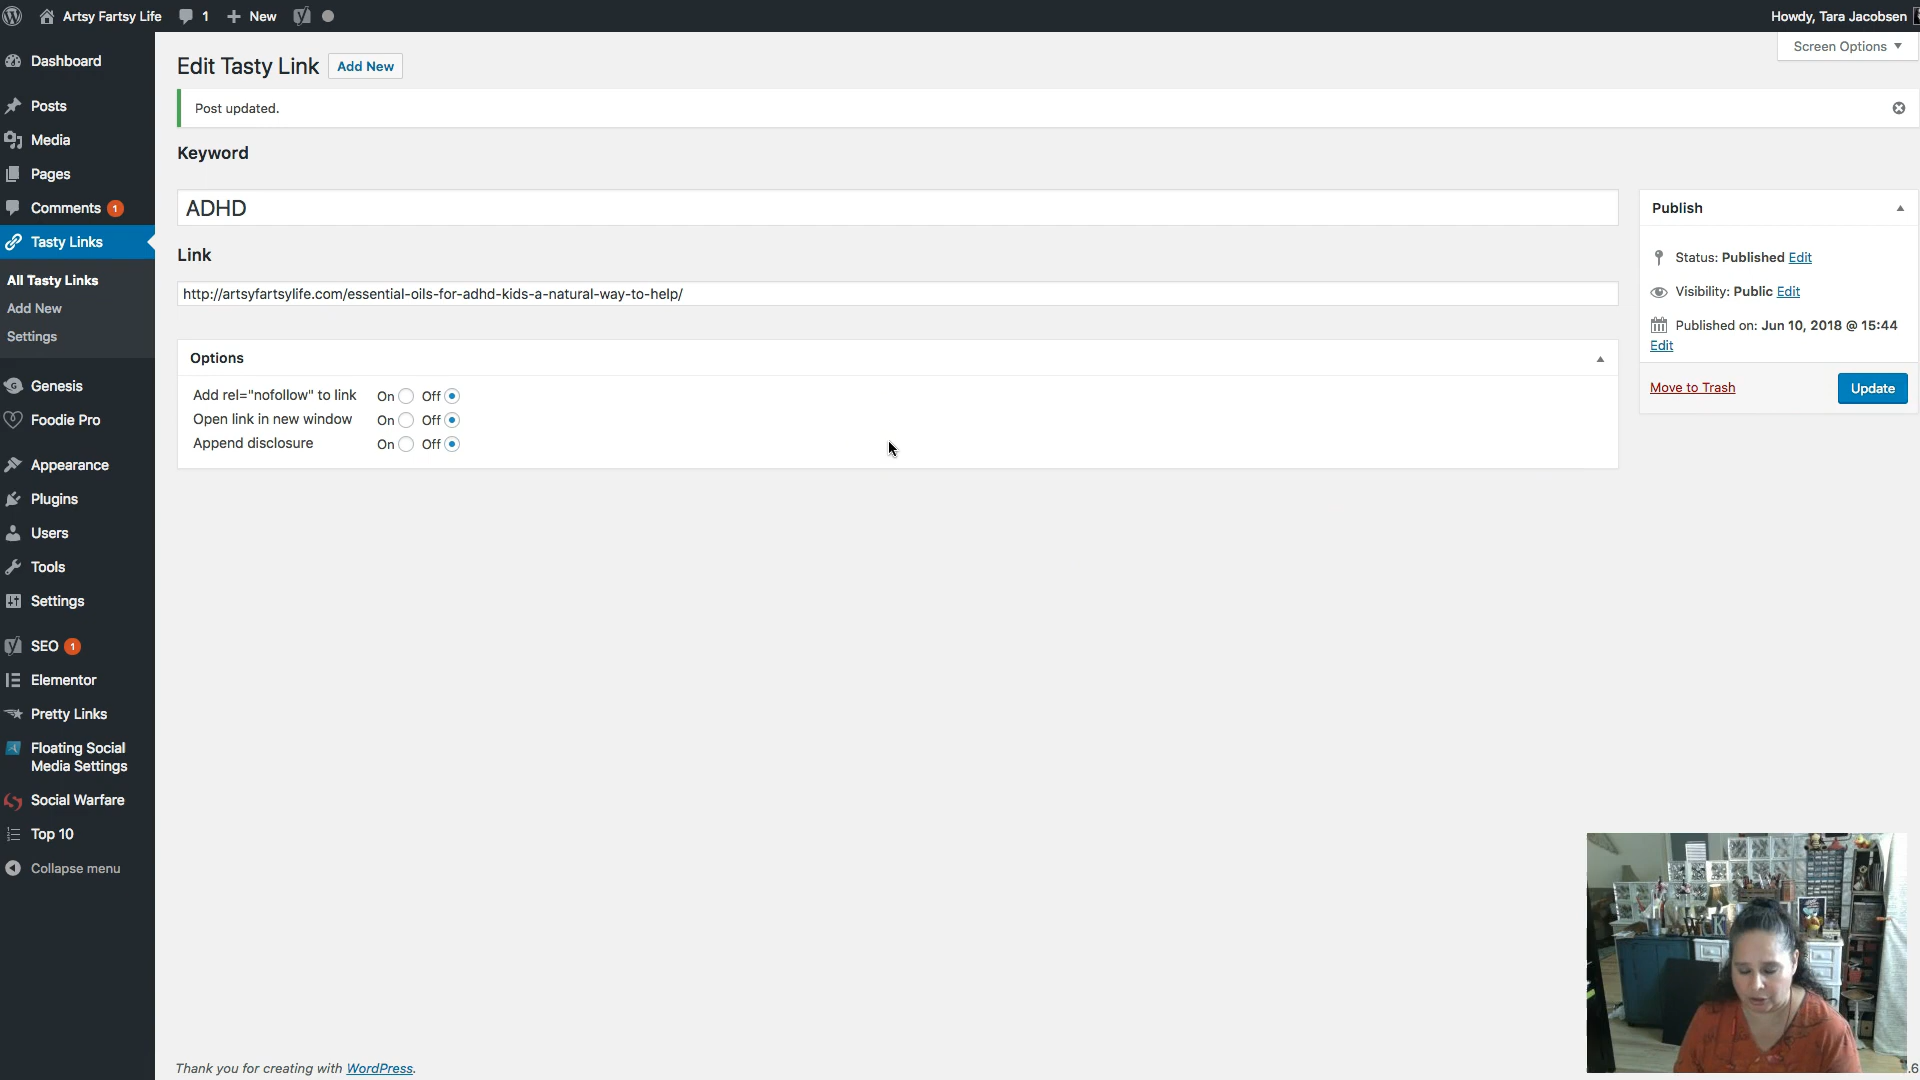 Artsy Fartsy Life 1 New
Howdy, Tara Jacobsen
Screen Options
Dashboard
Posts
Media
Pages
Comments 1
Tasty Links
All Tasty Links
Add New
Settings
Genesis
Foodie Pro
Appearance
Plugins
Users
Tools
Settings
SEO 1
Elementor
Pretty Links
Floating Social
Media Settings
Social Warfare
Top 10
Collapse menu
Edit Tasty Link Add New
Post updated.
Keyword
ADHD
Link
http://artsyfartsylife.com/essential-oils-for-adhd-kids-a-natural-way-to-help/
Options
Add rel="nofollow" to link On Off
Open link in new window On Off
Append disclosure On Off
Publish
Status: Published Edit
Visibility: Public Edit
Published on: Jun 10, 2018 @ 15:44
Edit
Move to Trash Update
Thank you for creating with WordPress.
.6